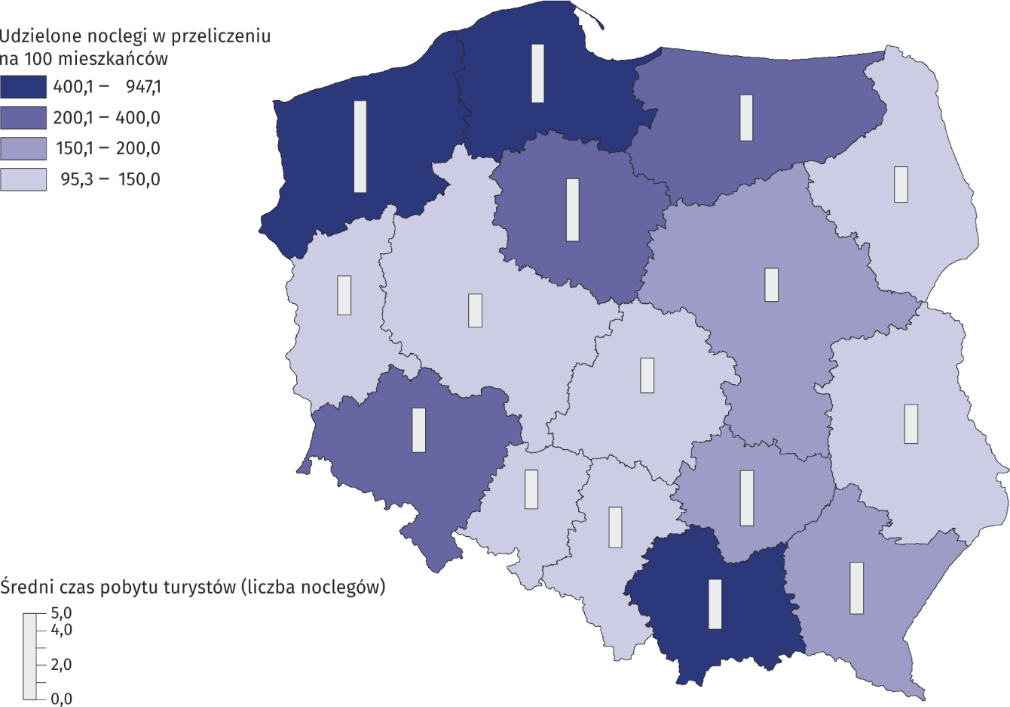 Udzielone noclegi w przeliczeniu
na 100 mieszkańców
400,1 – 947,1
200,1 – 400,0
150,1 – 200,0
95,3 – 150,0
Średni czas pobytu turystów (liczba noclegów)
5,0
4,0
2,0
0,0